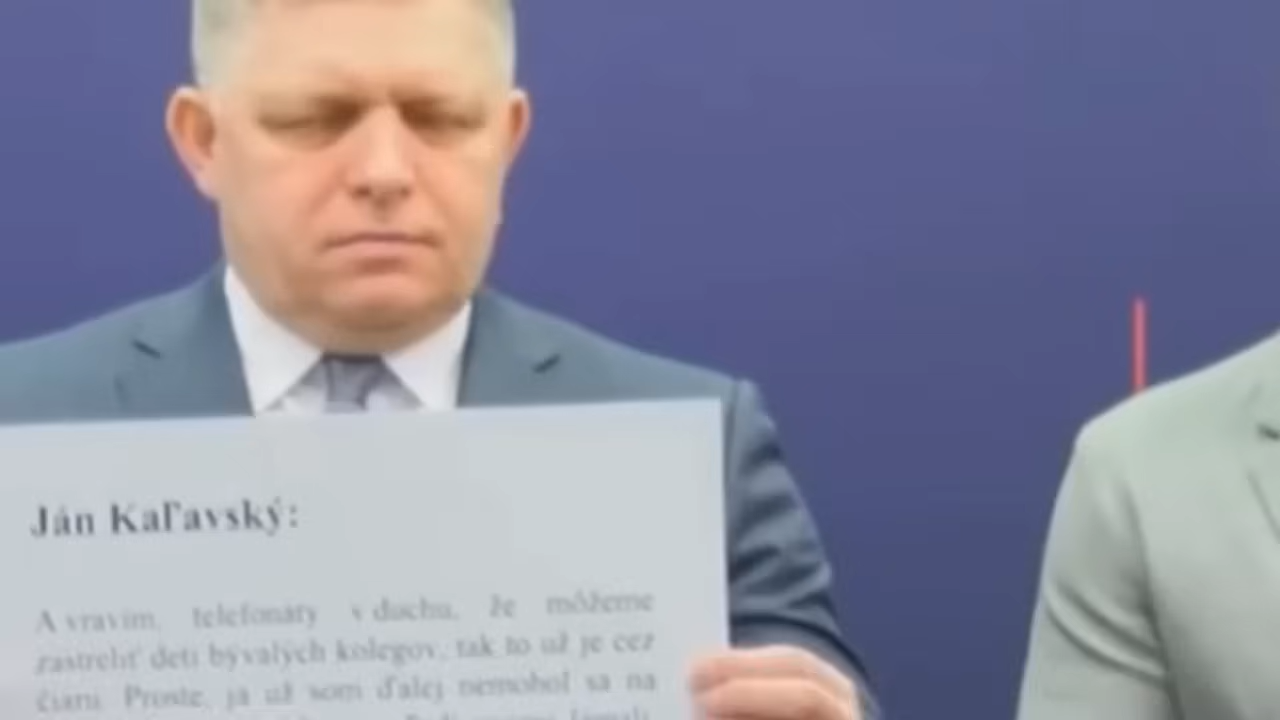 Ján Kaľavský:
A vravím, telefonáty v duchu, že môžeme
zastreliť deti bývalých kolegov, tak to už je cez
čiaru. Proste, ja už som ďalej nemohol sa na